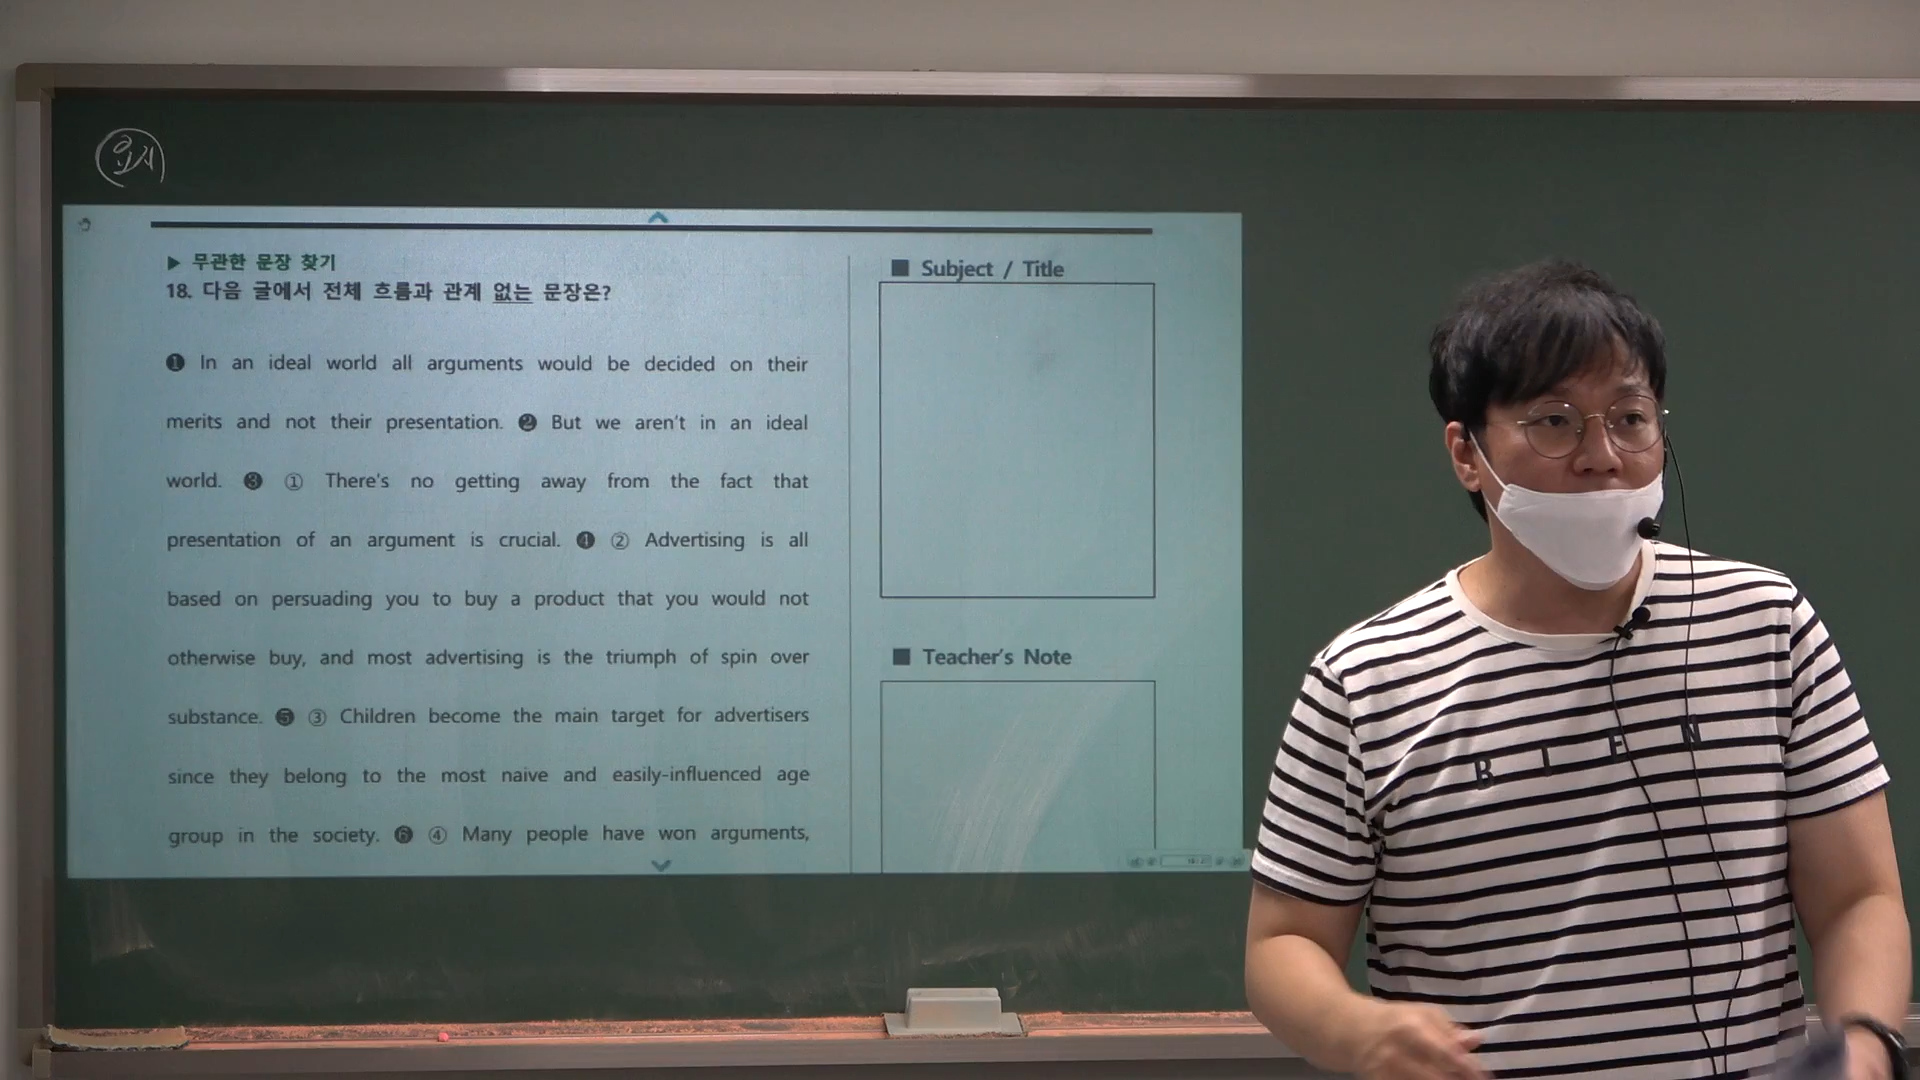 요시
▶ 무관한 문장 찾기
18. 다음 글에서 전체 흐름과 관계 없는 문장은?
❶ In an ideal world all arguments would be decided on their
merits and not their presentation. ❷ But we aren't in an ideal
world. ❸ ① There's no getting away from the fact that
presentation of an argument is crucial. ❹ ② Advertising is all
based on persuading you to buy a product that you would not
otherwise buy, and most advertising is the triumph of spin over
substance. ❺ ③ Children become the main target for advertisers
since they belong to the most naive and easily-influenced age
group in the society. ❻ ④ Many people have won arguments,
■ Subject / Title
■ Teacher's Note
B I E N